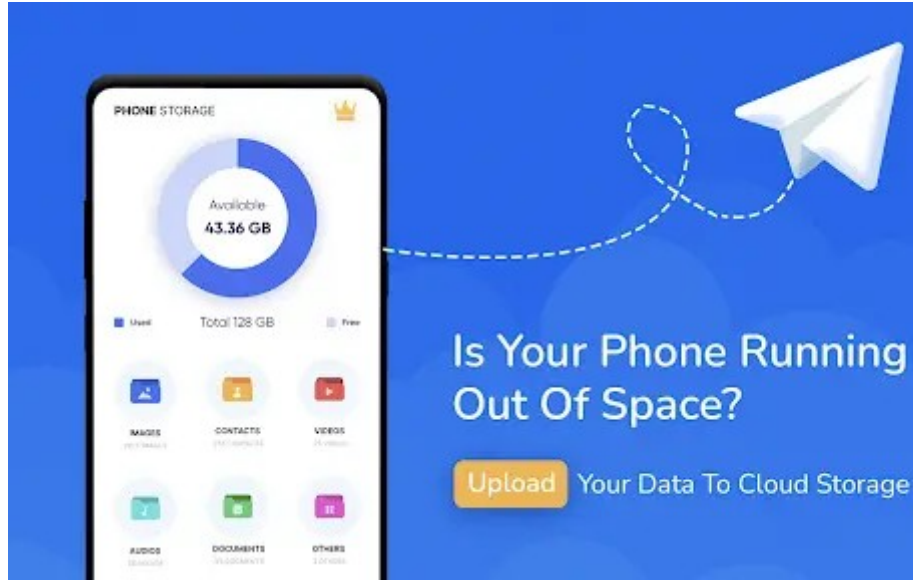 PHONE STORAGE
Available
43.36 GB
Used
Total 128 GB
Free
IMAGES
CONTACTS
VIDEOS
AUDIOS
DOCUMENTS
OTHERS
Is Your Phone Running
Out Of Space?
Upload Your Data To Cloud Storage